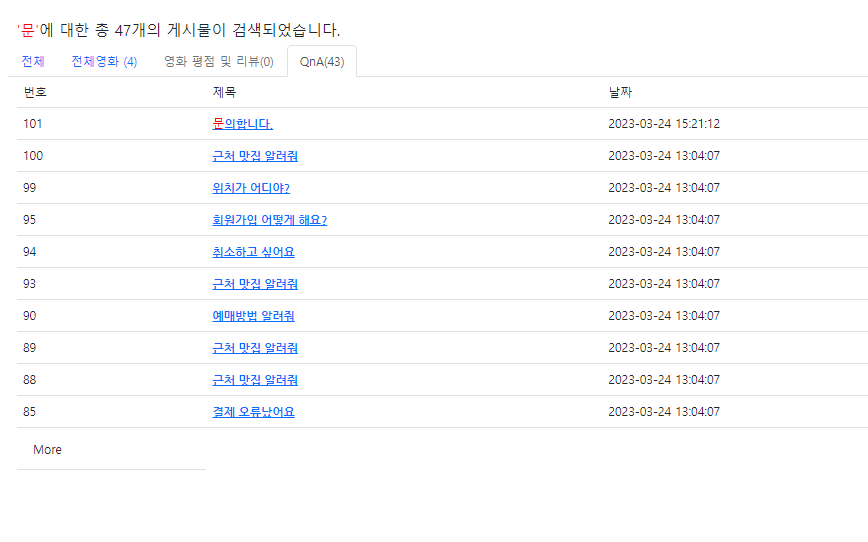 '문'에 대한 총 47개의 게시물이 검색되었습니다.
전체 전체영화 (4) 영화 평점 및 리뷰(0) QnA(43)
번호 제목 날짜
101 문의합니다. 2023-03-24 15:21:12
100 근처 맛집 알려줘 2023-03-24 13:04:07
99 위치가 어디야? 2023-03-24 13:04:07
95 회원가입 어떻게 해요? 2023-03-24 13:04:07
94 취소하고 싶어요 2023-03-24 13:04:07
93 근처 맛집 알려줘 2023-03-24 13:04:07
90 예매방법 알려줘 2023-03-24 13:04:07
89 근처 맛집 알려줘 2023-03-24 13:04:07
88 근처 맛집 알려줘 2023-03-24 13:04:07
85 결제 오류났어요 2023-03-24 13:04:07
More